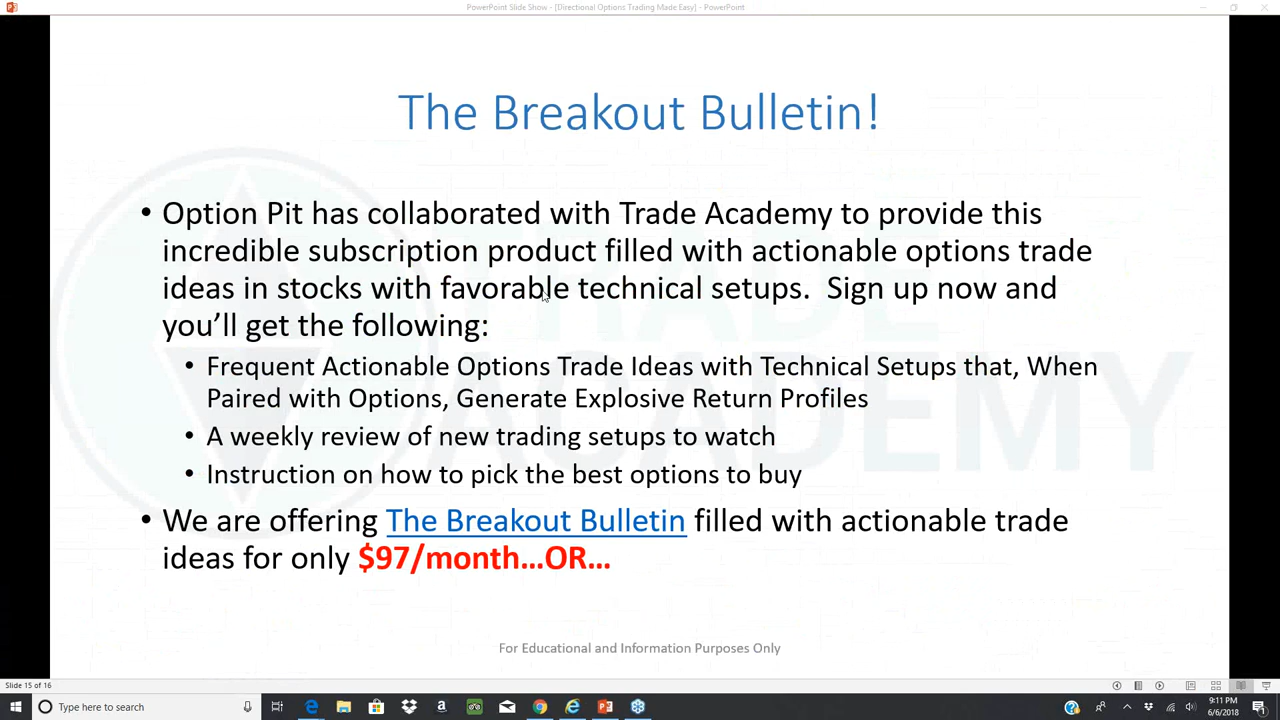 PowerPoint Slide Show - [Directional Options Trading Made Easy] - PowerPoint
The Breakout Bulletin!
• Option Pit has collaborated with Trade Academy to provide this
incredible subscription product filled with actionable options trade
ideas in stocks with favorable technical setups.  Sign up now and
you’ll get the following:
• Frequent Actionable Options Trade Ideas with Technical Setups that, When
Paired with Options, Generate Explosive Return Profiles
• A weekly review of new trading setups to watch
• Instruction on how to pick the best options to buy
• We are offering The Breakout Bulletin filled with actionable trade
ideas for only $97/month...OR...
TRADE
ACADEMY
For Educational and Information Purposes Only
Slide 15 of 16
Type here to search
9:11 PM
6/6/2018